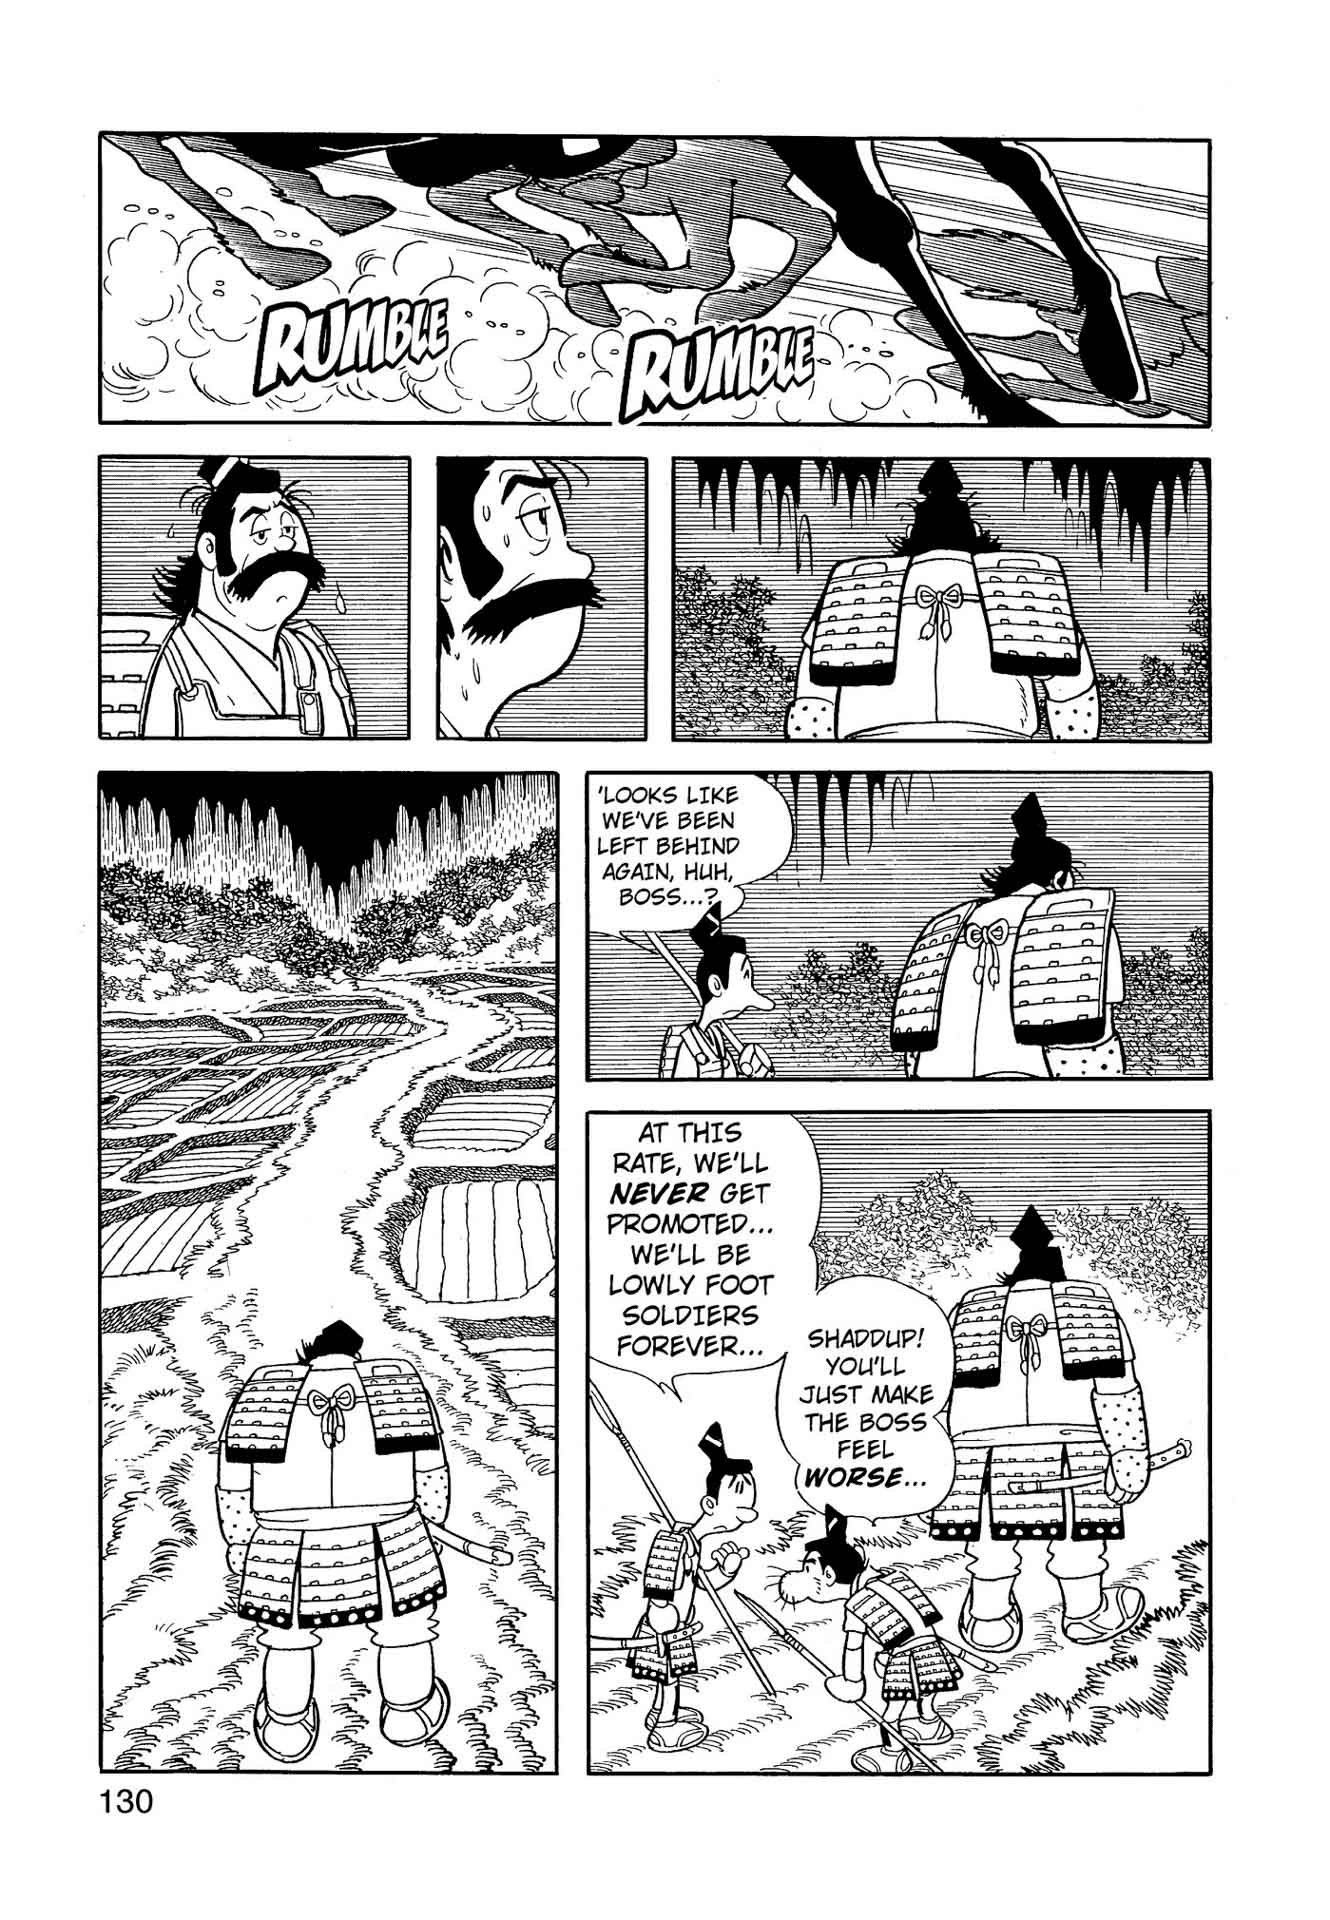 RUMBLE
RUMBLE
'LOOKS LIKE
WE'VE BEEN
LEFT BEHIND
AGAIN, HUH,
BOSS...?
AT THIS
RATE, WE'LL
NEVER GET
PROMOTED...
WE'LL BE
LOWLY FOOT
SOLDIERS
FOREVER...
SHADDUP!
YOU'LL
JUST MAKE
THE BOSS
FEEL
WORSE...
130